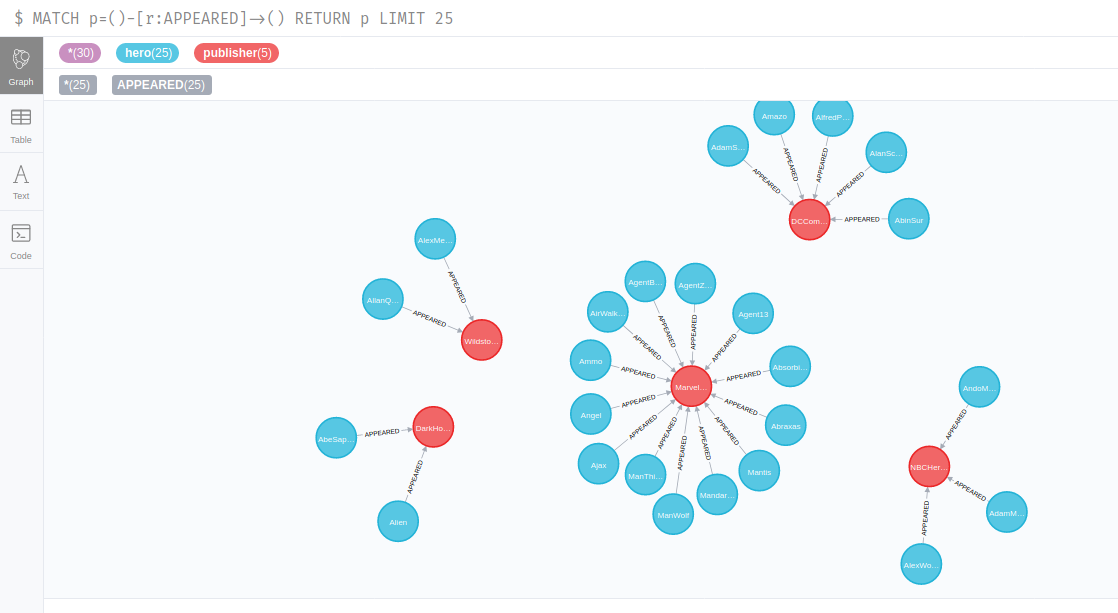 $ MATCH p=()-[r:APPEARED]->() RETURN p LIMIT 25
*(30) hero(25) publisher(5)
*(25) APPEARED(25)
Graph
Table
Text
Code
Amazo
AlfredP...
AdamS...
AlanSc...
DCCom...
AbinSur
APPEARED
APPEARED
APPEARED
APPEARED
APPEARED
AlexMe...
AllanQ...
Wildsto...
APPEARED
APPEARED
AgentB...
AgentZ...
AirWalk...
Agent13
Ammo
Absorbi...
Marvel...
Angel
Abraxas
Ajax
ManThi...
Mantis
Mandar...
ManWolf
APPEARED
APPEARED
APPEARED
APPEARED
APPEARED
APPEARED
APPEARED
APPEARED
APPEARED
APPEARED
APPEARED
APPEARED
APPEARED
DarkHo...
AbeSap...
Alien
APPEARED
APPEARED
AndoM...
NBCHer...
AdamM...
AlexWo...
APPEARED
APPEARED
APPEARED